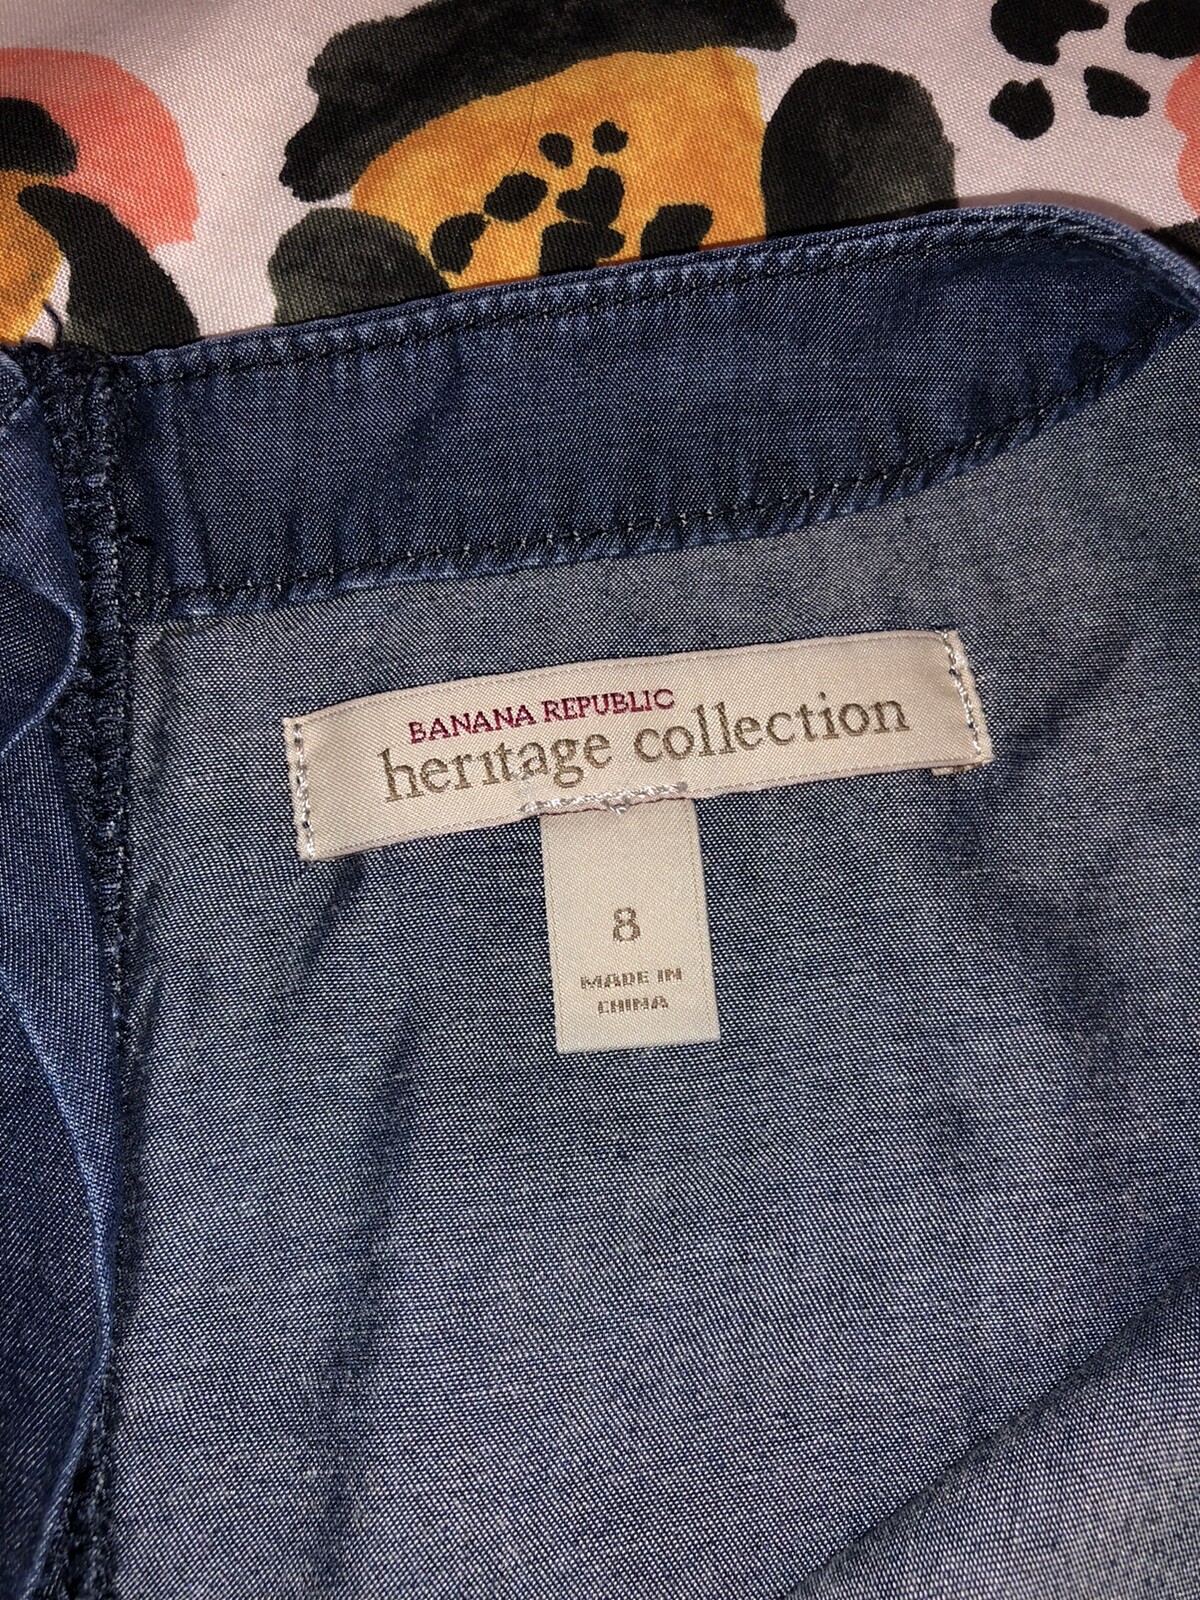 BANANA REPUBLIC
heritage collection
8
MADE IN
CHINA